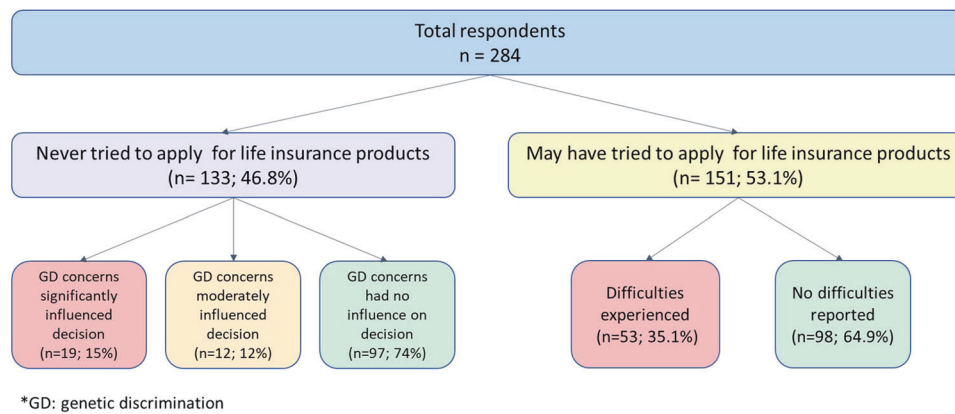 Total respondents
n = 284
Never tried to apply for life insurance products
(n= 133; 46.8%)
May have tried to apply for life insurance products
(n= 151; 53.1%)
GD concerns
significantly
influenced
decision
(n=19; 15%)
GD concerns
moderately
influenced
decision
(n=12; 12%)
GD concerns
had no
influence on
decision
(n=97; 74%)
Difficulties
experienced
(n=53; 35.1%)
No difficulties
reported
(n=98; 64.9%)
*GD: genetic discrimination